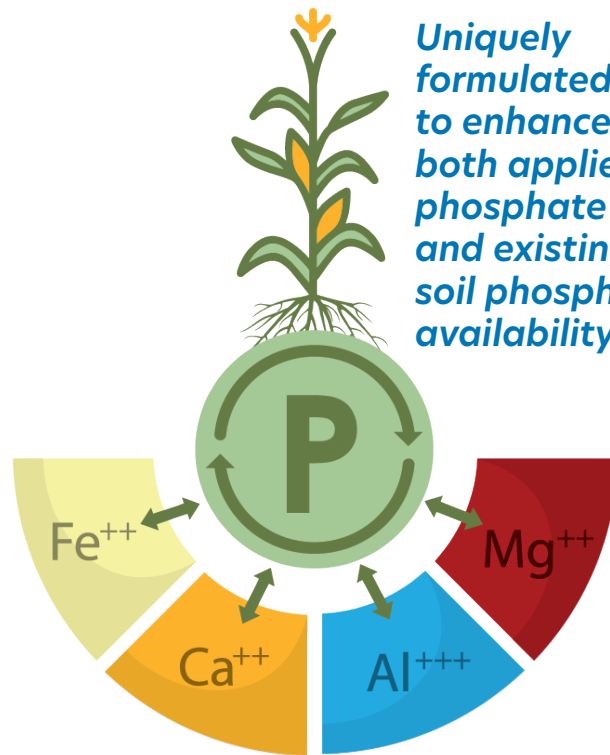 Uniquely
formulated
to enhance
both applie
phosphate
and existin
soil phosph
availability
P
Fe++
Mg++
Ca++
Al+++